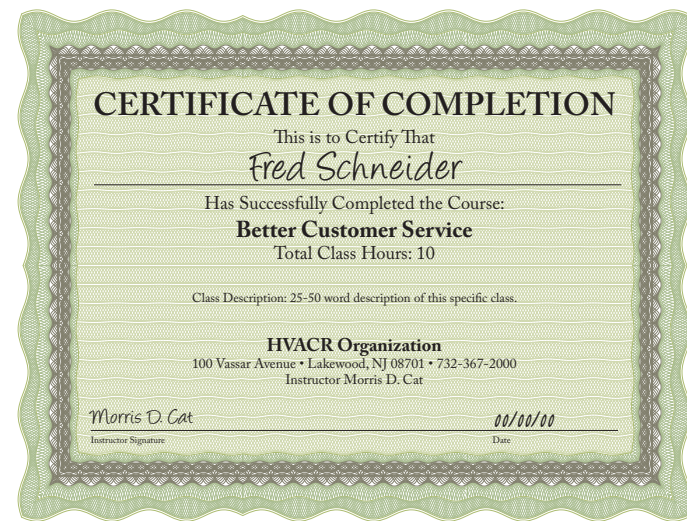 CERTIFICATE OF COMPLETION
This is to Certify That
Fred Schneider
Has Successfully Completed the Course:
Better Customer Service
Total Class Hours: 10
Class Description: 25-50 word description of this specific class.
HVACR Organization
100 Vassar Avenue • Lakewood, NJ 08701 • 732-367-2000
Instructor Morris D. Cat
Morris D. Cat 00/00/00
Instructor Signature Date